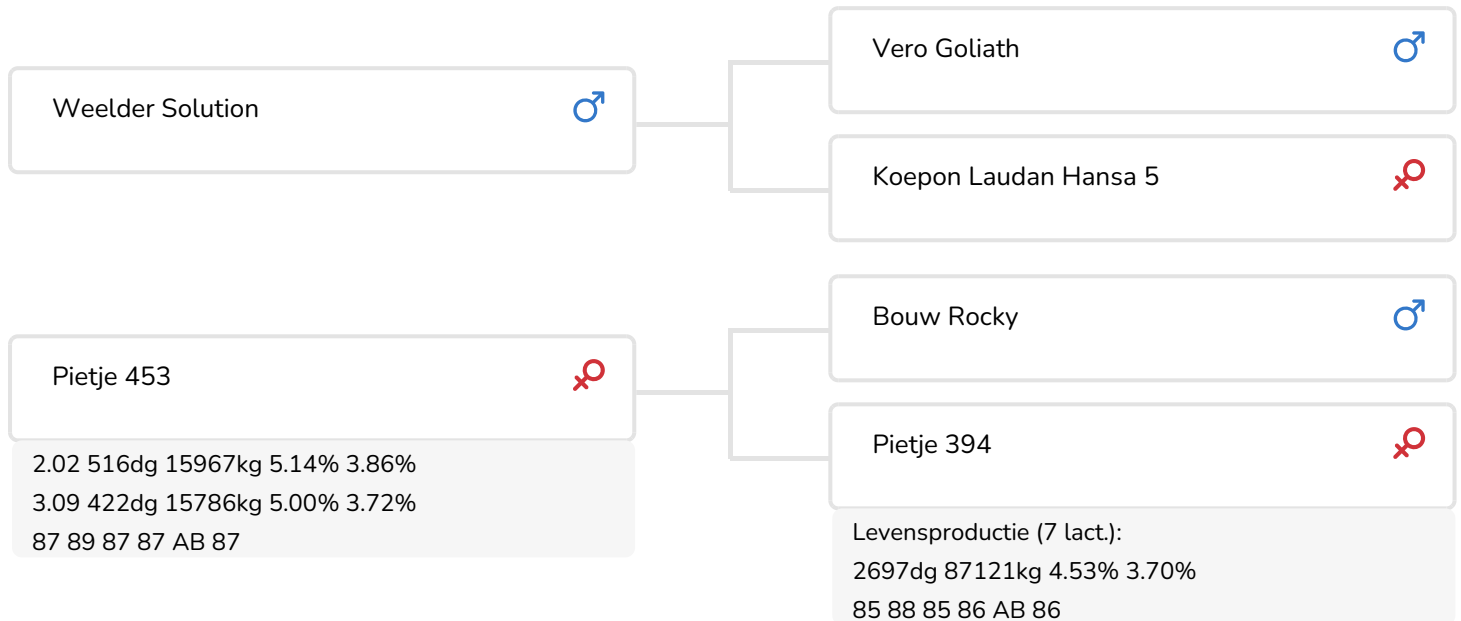 Weelder Solution
Vero Goliath
Koepon Laudan Hansa 5
Pietje 453
2.02 516dg 15967kg 5.14% 3.86%
3.09 422dg 15786kg 5.00% 3.72%
87 89 87 87 AB 87
Bouw Rocky
Pietje 394
Levensproductie (7 lact.):
2697dg 87121kg 4.53% 3.70%
85 88 85 86 AB 86